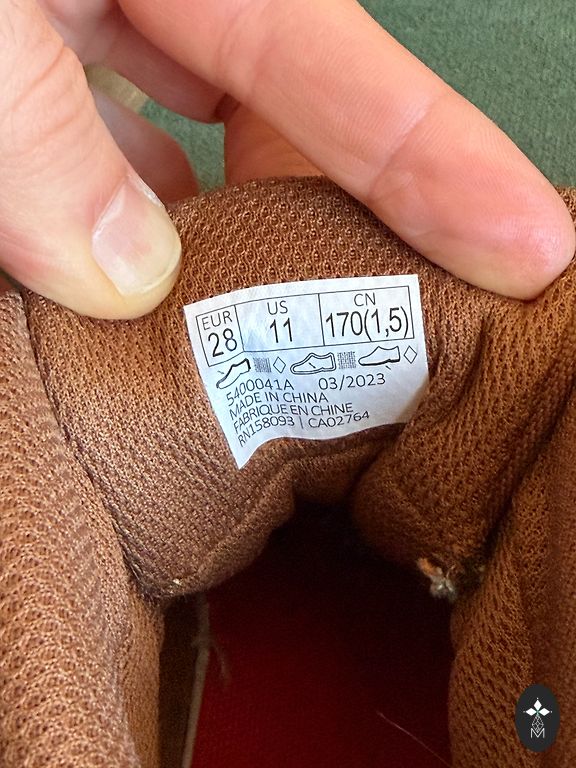 EUR US CN
28 11 170(1,5)
5400041A 03/2023
MADE IN CHINA
FABRIQUE EN CHINE
RN158093 | CA02764
M